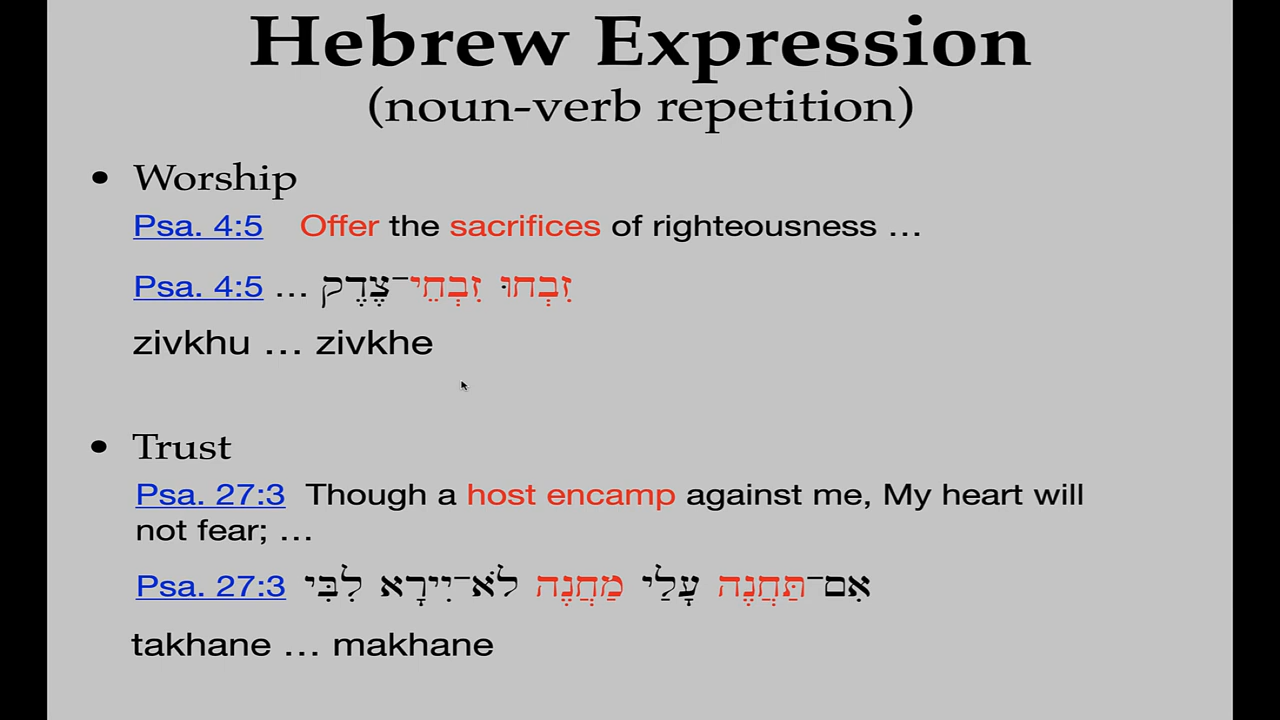 Hebrew Expression
(noun-verb repetition)
• Worship
Psa. 4:5 Offer the sacrifices of righteousness …
Psa. 4:5 … זִבְחוּ זִבְחֵי־צֶדֶק
zivkhu … zivkhe
• Trust
Psa. 27:3 Though a host encamp against me, My heart will
not fear; …
Psa. 27:3 אִם־תַּחֲנֶה עָלַי מַחֲנֶה לֹא־יִירָא לִבִּי
takhane … makhane